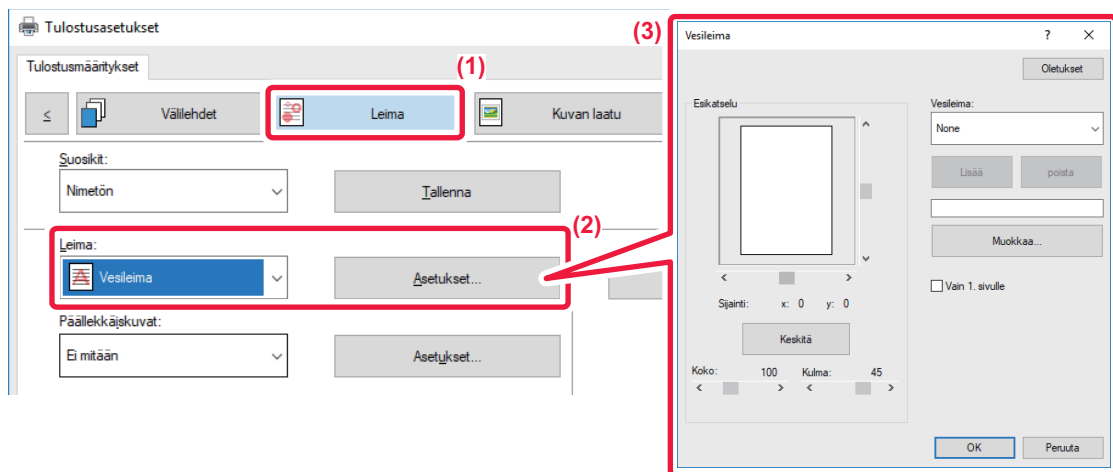 Tulostusasetukset
Tulostusmääritykset
(1)
< Välilehdet Leima Kuvan laatu
Suosikit:
Nimetön Tallenna
(2)
Leima:
Vesileima Asetukset...
Päällekkäjskuvat:
Ei mitään Asetukset...
(3)
Vesileima ? ×
Oletukset
Esikatselu
Vesileima:
None
Lisää poista
Muokkaa...
Vain 1. sivulle
Sijainti: x: 0 y: 0
Keskitä
Koko: 100 Kulma: 45
OK Peruuta